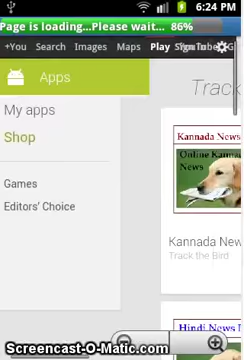 6:24 PM
Page is loading...Please wait... 86%
+You Search Images Maps Play
Apps
Track
My apps
Shop
Kannada News
Online Kannada
Games
Editors' Choice
Kannada New
Track the Bird
Hindi News
Screencast-O-Matic.com